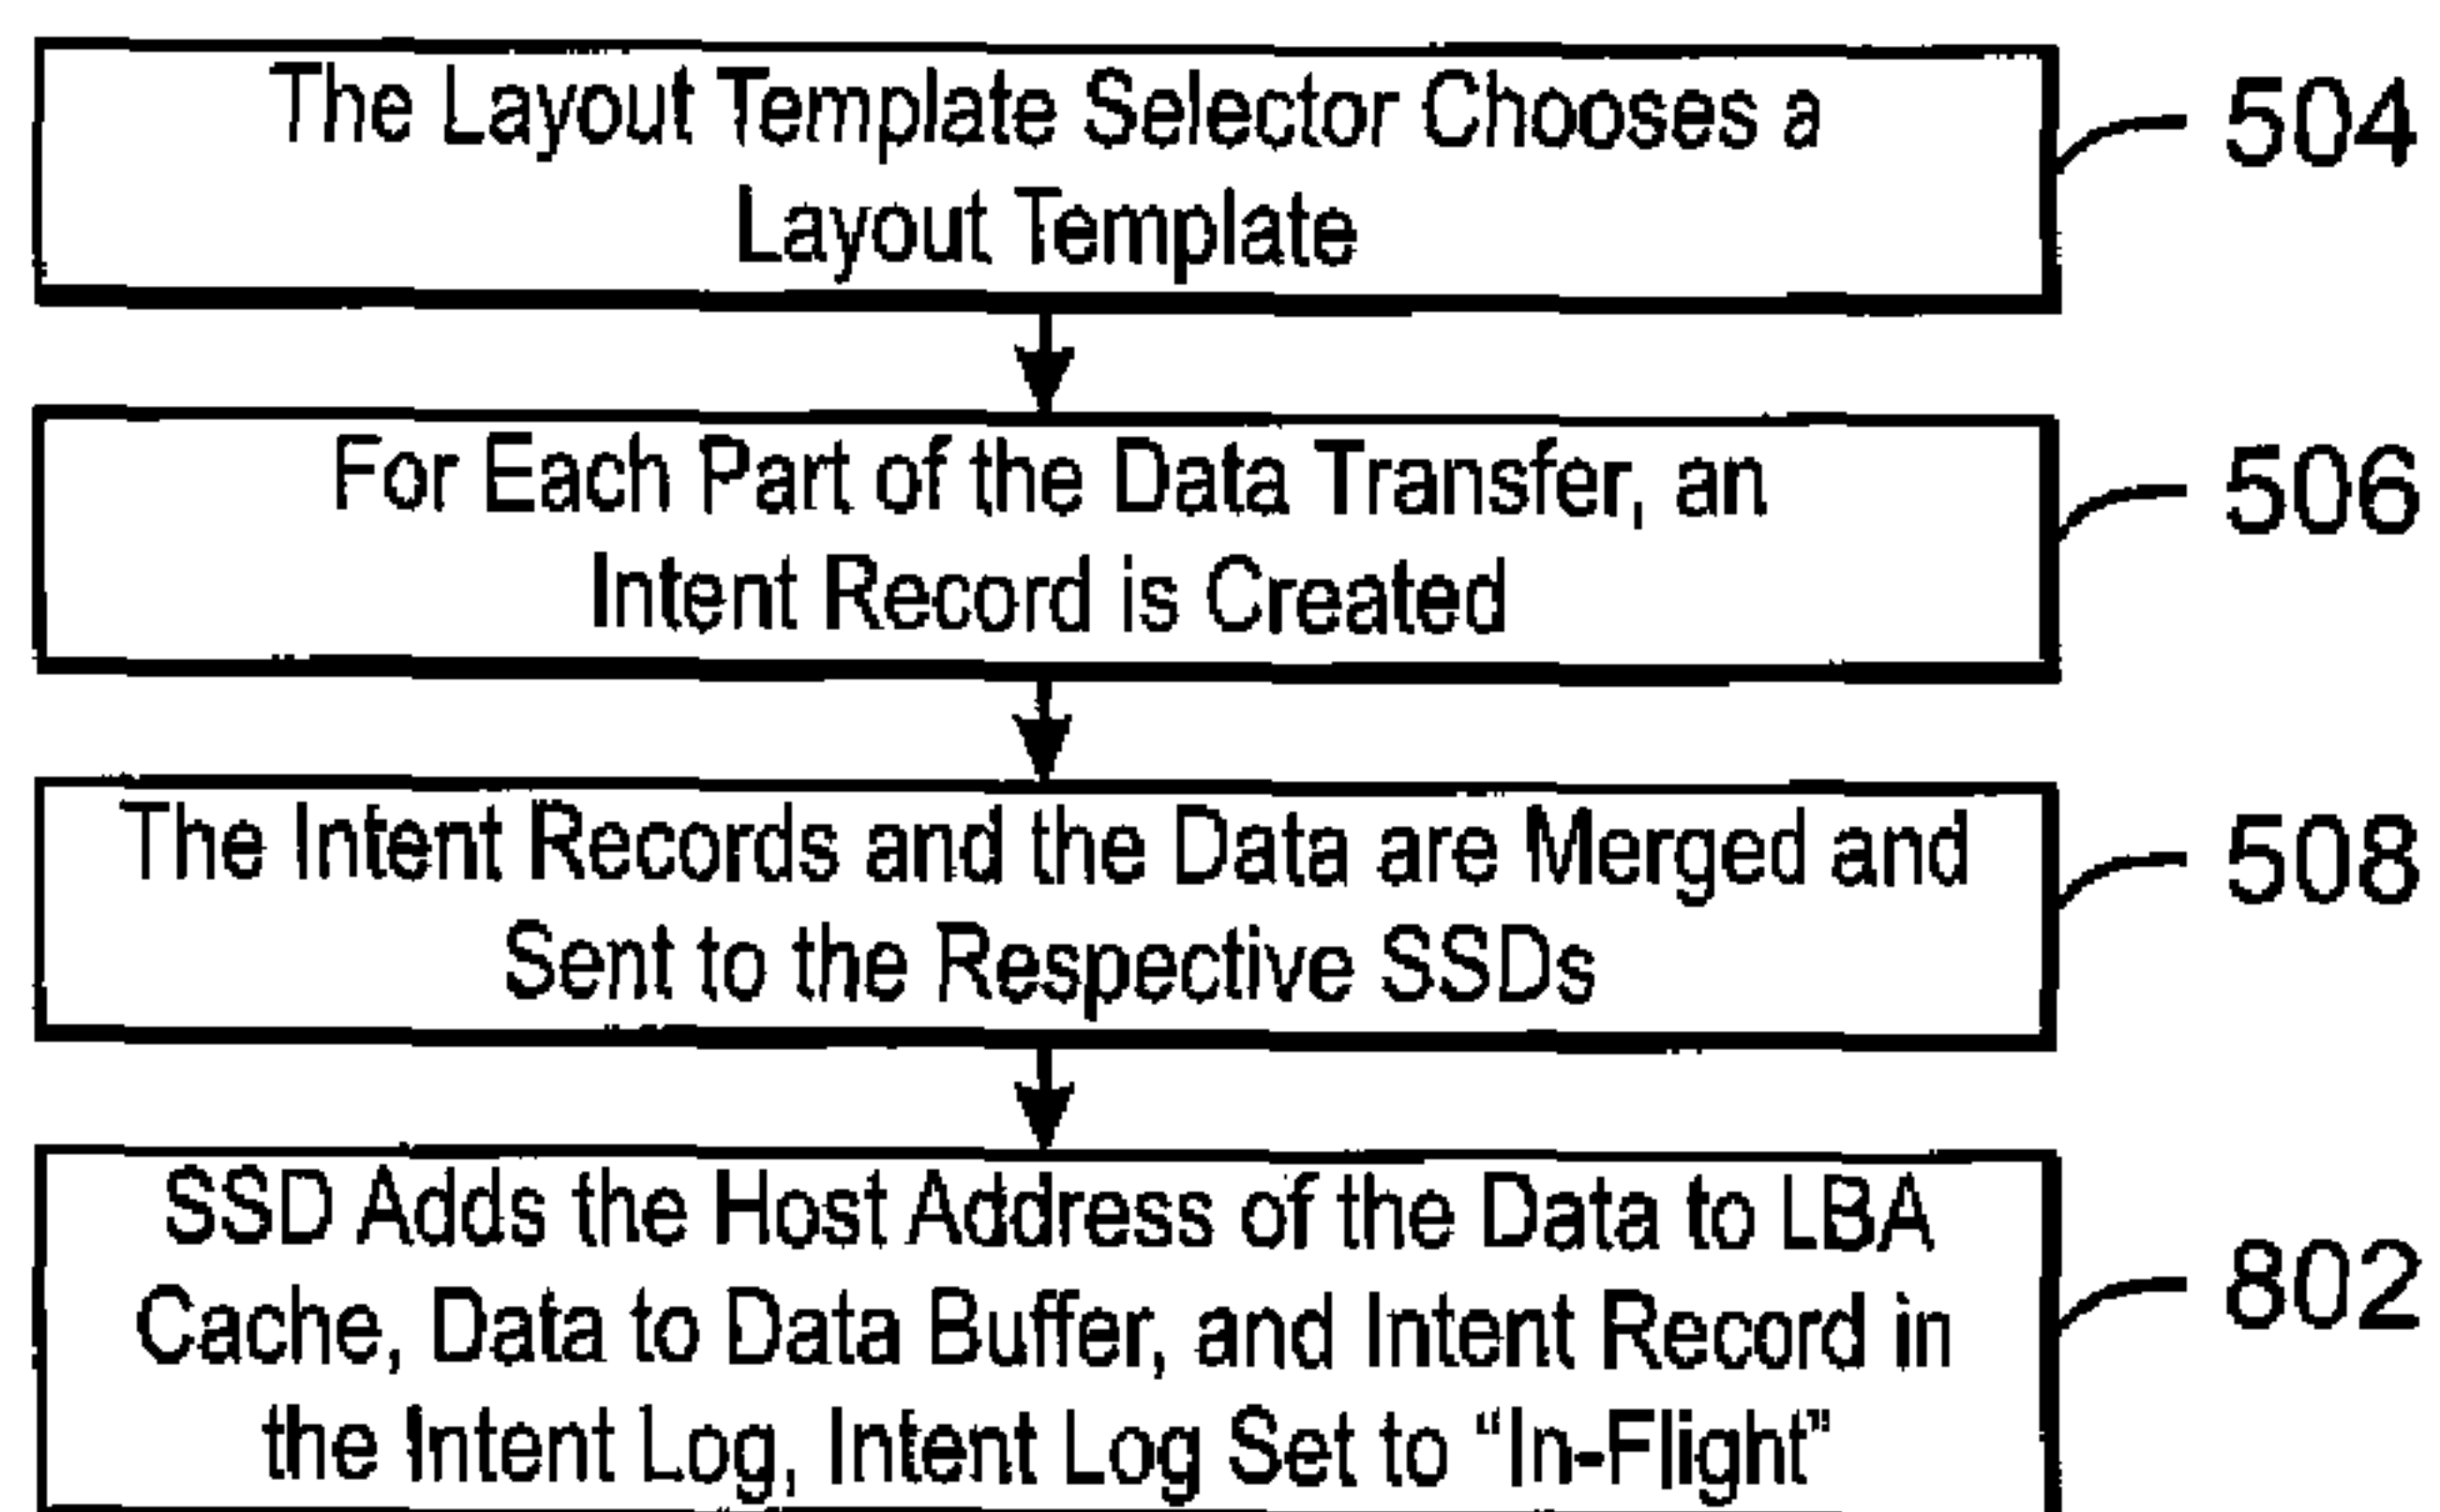 The Layout Template Selector Chooses a
Layout Template
504
For Each Part of the Data Transfer, an
Intent Record is Created
506
The Intent Records and the Data are Merged and
Sent to the Respective SSDs
508
SSD Adds the Host Address of the Data to LBA
Cache, Data to Data Buffer, and Intent Record in
the Intent Log, Intent Log Set to “In-Flight”
802